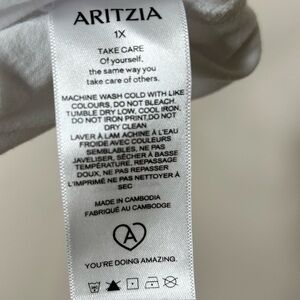 ARITZIA
1X
TAKE CARE
Of yourself,
the same way you
take care of others.
MACHINE WASH COLD WITH LIKE
COLOURS, DO NOT BLEACH.
TUMBLE DRY LOW, COOL IRON.
DO NOT IRON PRINT,DO NOT
DRY CLEAN
LAVER À LAM ACHINE À L'EAU
FROIDE AVEC COULEURS
SEMBLABLES, NE PAS
JAVELISER, SÉCHER À BASSE
TEMPÉRATURE, REPASSAGE
DOUX, NE PAS REPASSER
L'IMPRIMÉ NE PAS NETTOYER À
SEC
MADE IN CAMBODIA
FABRIQUÉ AU CAMBODGE
A
YOU'RE DOING AMAZING.